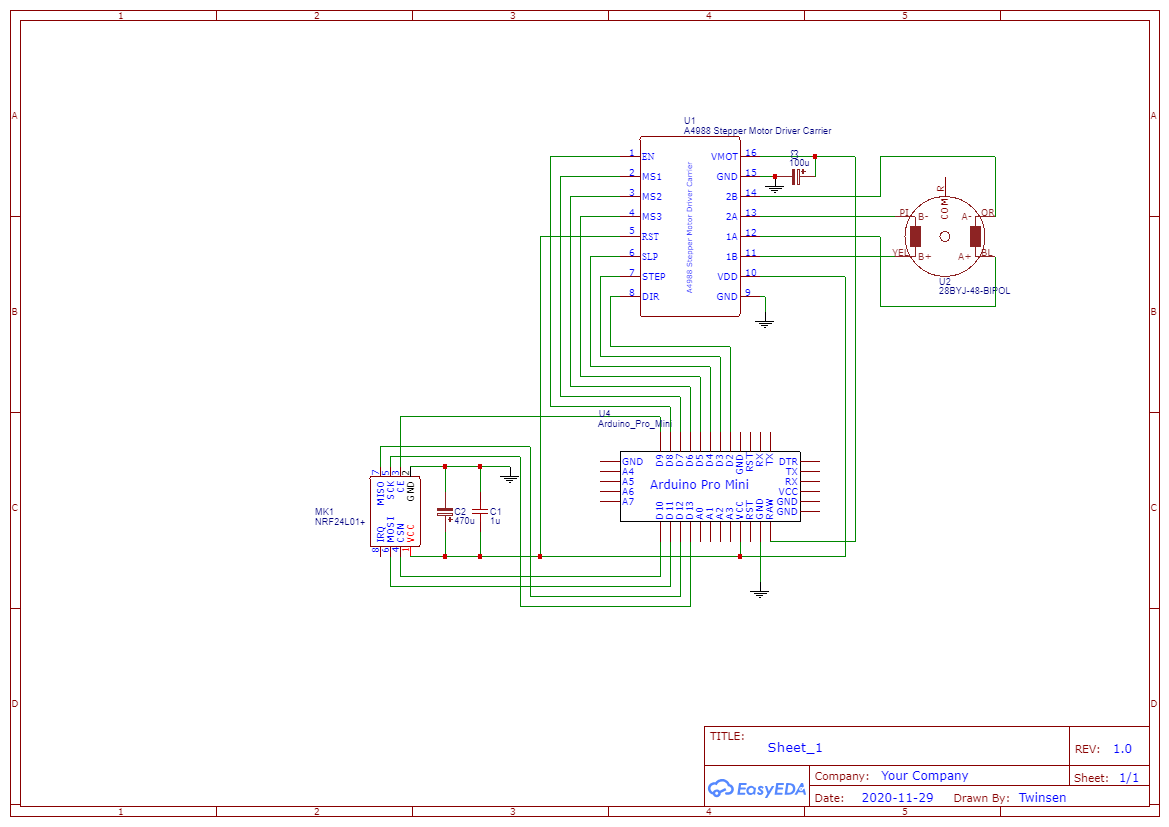 1 2 3 4 5
A A
U1
A4988 Stepper Motor Driver Carrier
A4988 Stepper Motor Driver Carrier
1 EN
2 MS1
3 MS2
4 MS3
5 RST
6 SLP
7 STEP
8 DIR
VMOT 16
GND 15
2B 14
2A 13
1A 12
1B 11
VDD 10
GND 9
C3
100u
+
R
COM
PI B-
A- OR
YEL B+
A+ BL
U2
28BYJ-48-BIPOL
B B
U4
Arduino_Pro_Mini
D9 D8 D7 D6 D5 D4 D3 D2 GND RST RX TX
GND
A4
A5
A6
A7
Arduino Pro Mini
DTR
TX
RX
VCC
GND
GND
D10 D11 D12 D13 A0 A1 A2 A3 VCC RST GND RAW
MK1
NRF24L01+
7 5 3 2
MISO SCK CE GND
IRQ MOSI CSN VCC
8 6 4 1
C2
470u
+
C1
1u
C C
D D
TITLE:
Sheet_1
REV: 1.0
EasyEDA
Company: Your Company
Sheet: 1/1
Date: 2020-11-29 Drawn By: Twinsen
1 2 3 4 5